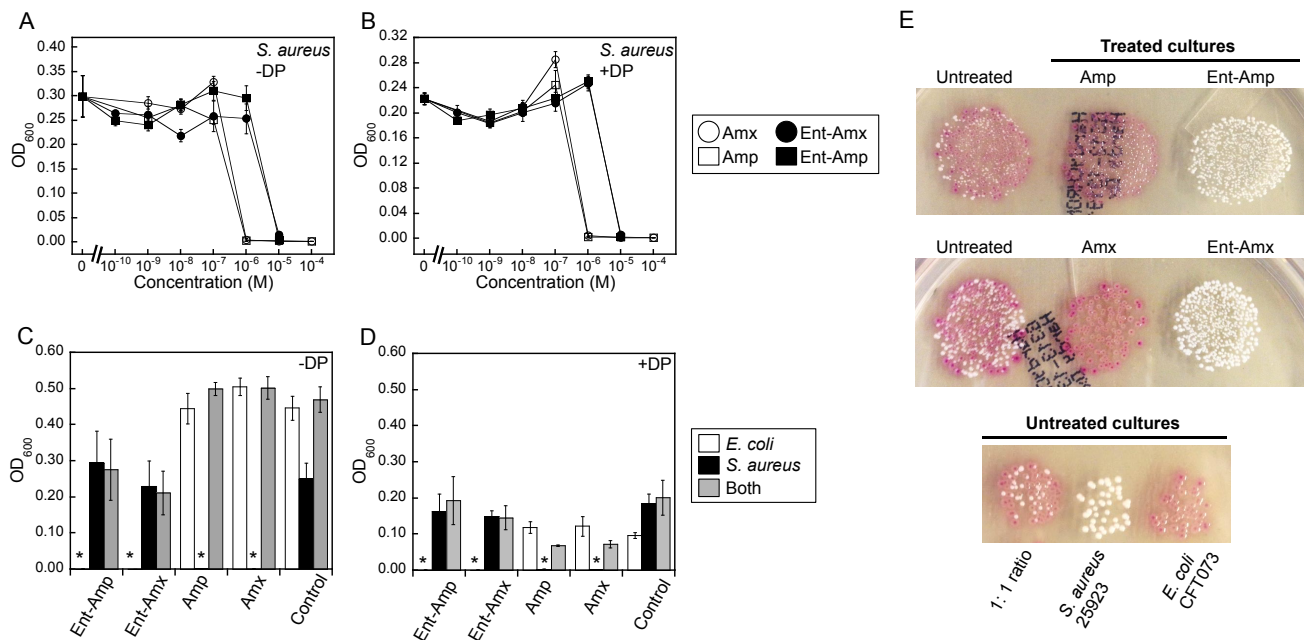 A
S. aureus
-DP
OD600
0.40
0.35
0.30
0.25
0.20
0.15
0.10
0.05
0.00
0 10-10 10-9 10-8 10-7 10-6 10-5 10-4
Concentration (M)
B
S. aureus
+DP
OD600
0.32
0.28
0.24
0.20
0.16
0.12
0.08
0.04
0.00
0 10-10 10-9 10-8 10-7 10-6 10-5 10-4
Concentration (M)
Amx Ent-Amx
Amp Ent-Amp
C
-DP
OD600
0.60
0.50
0.40
0.30
0.20
0.10
0.00
* * * *
Ent-Amp Ent-Amx Amp Amx Control
D
+DP
OD600
0.60
0.50
0.40
0.30
0.20
0.10
0.00
* * * *
Ent-Amp Ent-Amx Amp Amx Control
E. coli
S. aureus
Both
E
Treated cultures
Untreated Amp Ent-Amp
Untreated Amx Ent-Amx
Untreated cultures
1: 1 ratio
S. aureus
25923
E. coli
CFT073